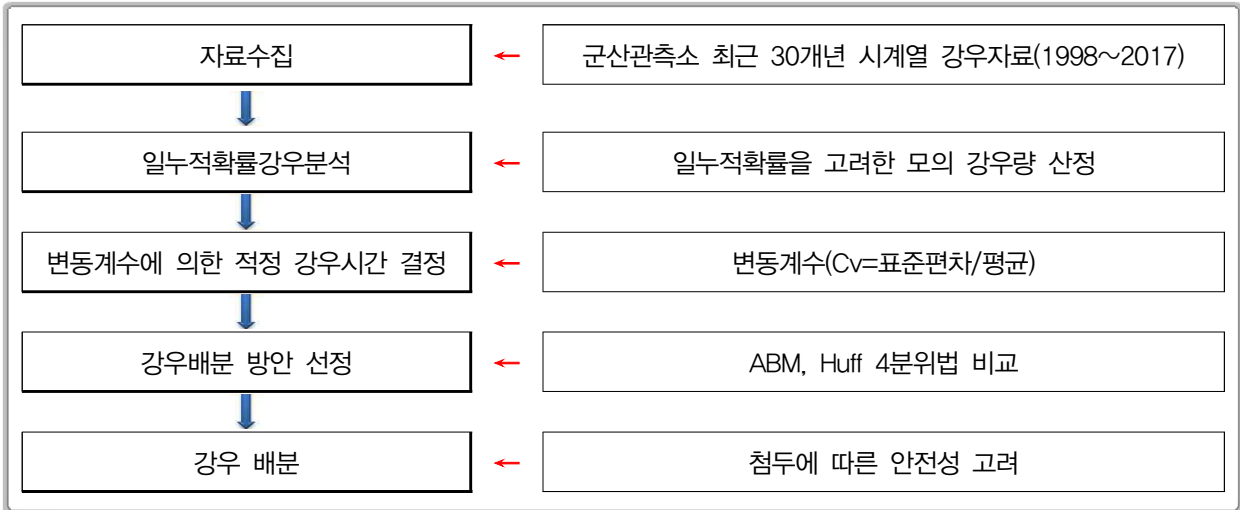 자료수집 ← 군산관측소 최근 30개년 시계열 강우자료(1998~2017)
일누적확률강우분석 ← 일누적확률을 고려한 모의 강우량 산정
변동계수에 의한 적정 강우시간 결정 ← 변동계수(Cv=표준편차/평균)
강우배분 방안 선정 ← ABM, Huff 4분위법 비교
강우 배분 ← 첨두에 따른 안전성 고려